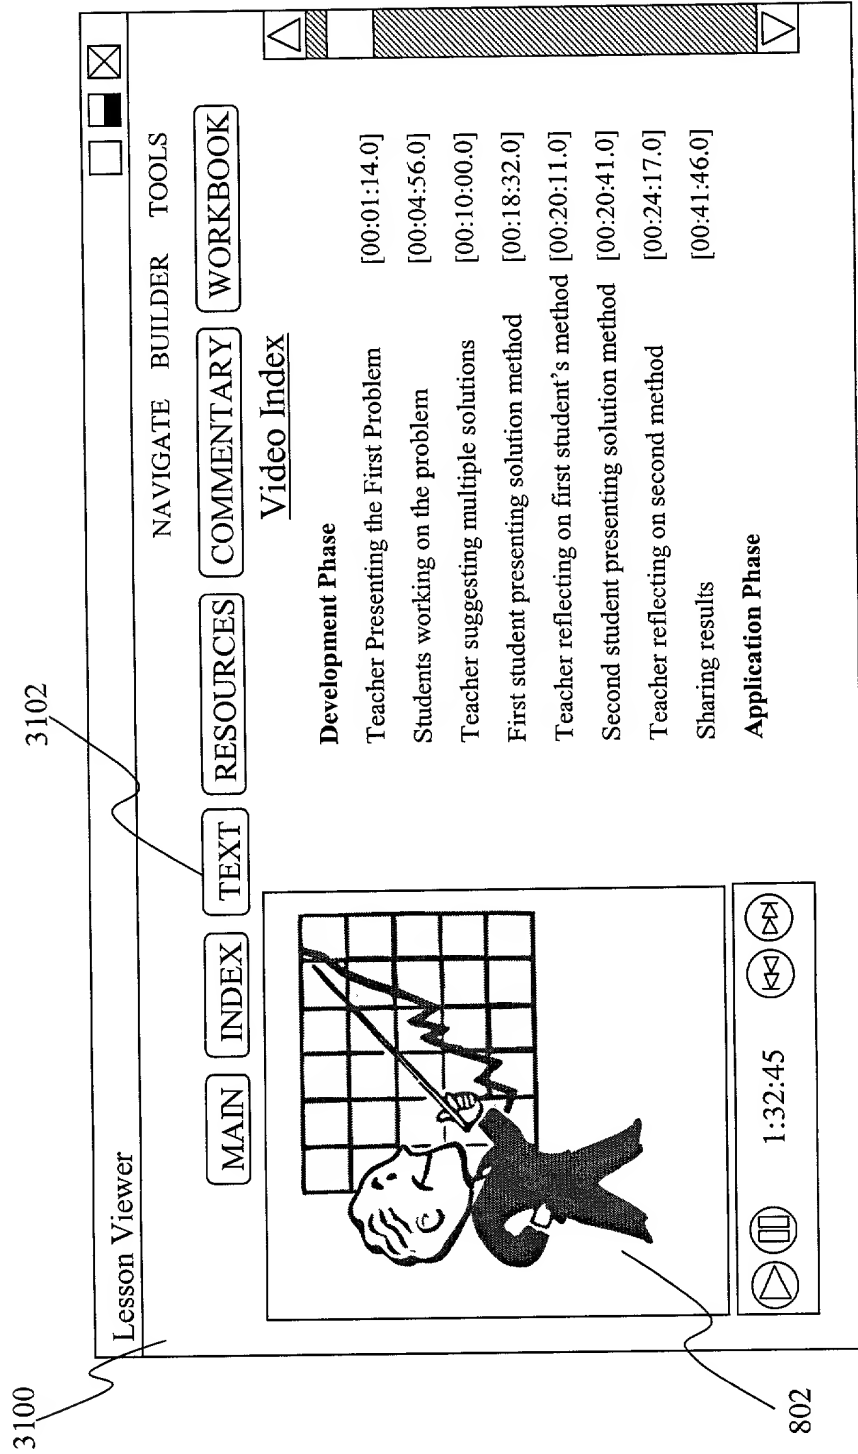 3100
3102
Lesson Viewer
NAVIGATE BUILDER TOOLS
MAIN INDEX TEXT RESOURCES COMMENTARY WORKBOOK
Video Index
Development Phase
Teacher Presenting the First Problem [00:01:14.0]
Students working on the problem [00:04:56.0]
Teacher suggesting multiple solutions [00:10:00.0]
First student presenting solution method [00:18:32.0]
Teacher reflecting on first student’s method [00:20:11.0]
Second student presenting solution method [00:20:41.0]
Teacher reflecting on second method [00:24:17.0]
Sharing results [00:41:46.0]
Application Phase
1:32:45
802